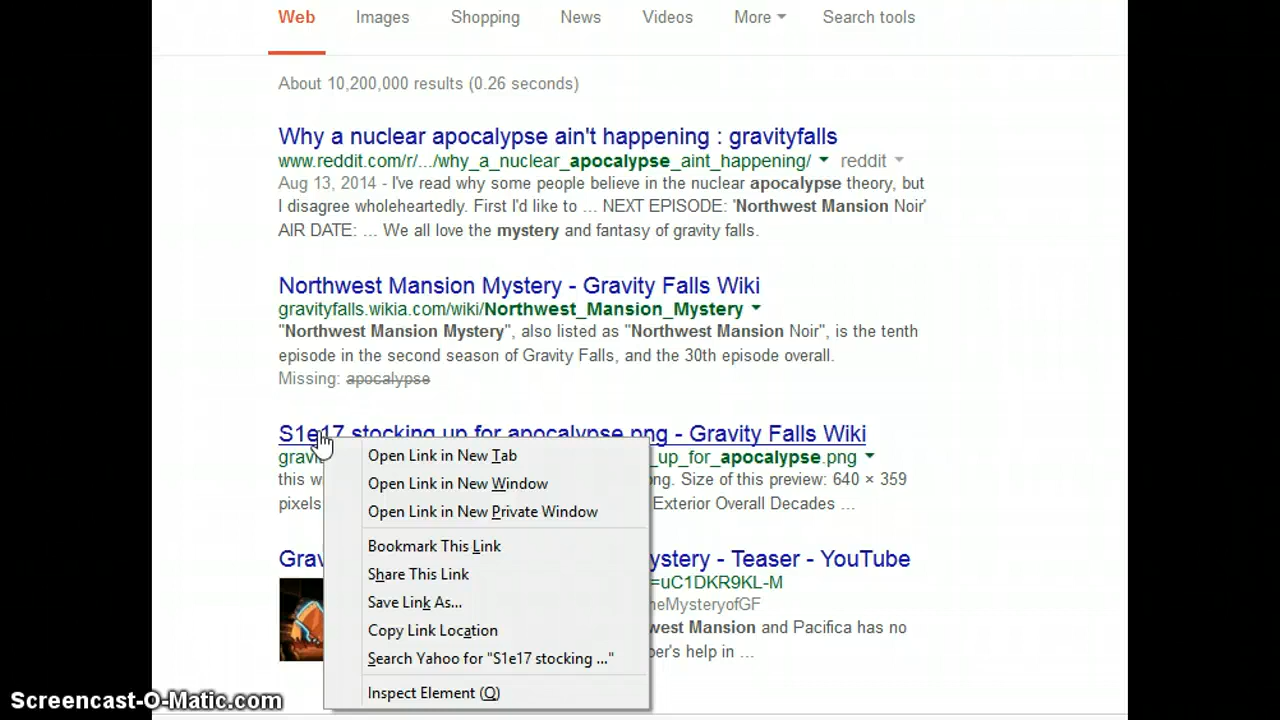 Web Images Shopping News Videos More Search tools
About 10,200,000 results (0.26 seconds)
Why a nuclear apocalypse ain't happening : gravityfalls
www.reddit.com/r/.../why_a_nuclear_apocalypse_aint_happening/ reddit
Aug 13, 2014 - I've read why some people believe in the nuclear apocalypse theory, but
I disagree wholeheartedly. First I'd like to ... NEXT EPISODE: 'Northwest Mansion Noir'
AIR DATE: ... We all love the mystery and fantasy of gravity falls.
Northwest Mansion Mystery - Gravity Falls Wiki
gravityfalls.wikia.com/wiki/Northwest_Mansion_Mystery
"Northwest Mansion Mystery", also listed as "Northwest Mansion Noir", is the tenth
episode in the second season of Gravity Falls, and the 30th episode overall.
Missing: apocalypse
S1e17 stocking up for apocalypse.png - Gravity Falls Wiki
_up_for_apocalypse.png
this ng. Size of this preview: 640 × 359
pixels Exterior Overall Decades ...
Open Link in New Tab
Open Link in New Window
Open Link in New Private Window
Bookmark This Link
Share This Link
Save Link As...
Copy Link Location
Search Yahoo for "S1e17 stocking ..."
Inspect Element (Q)
Grav ystery - Teaser - YouTube
=uC1DKR9KL-M
heMysteryofGF
west Mansion and Pacifica has no
er's help in ...
Screencast-O-Matic.com